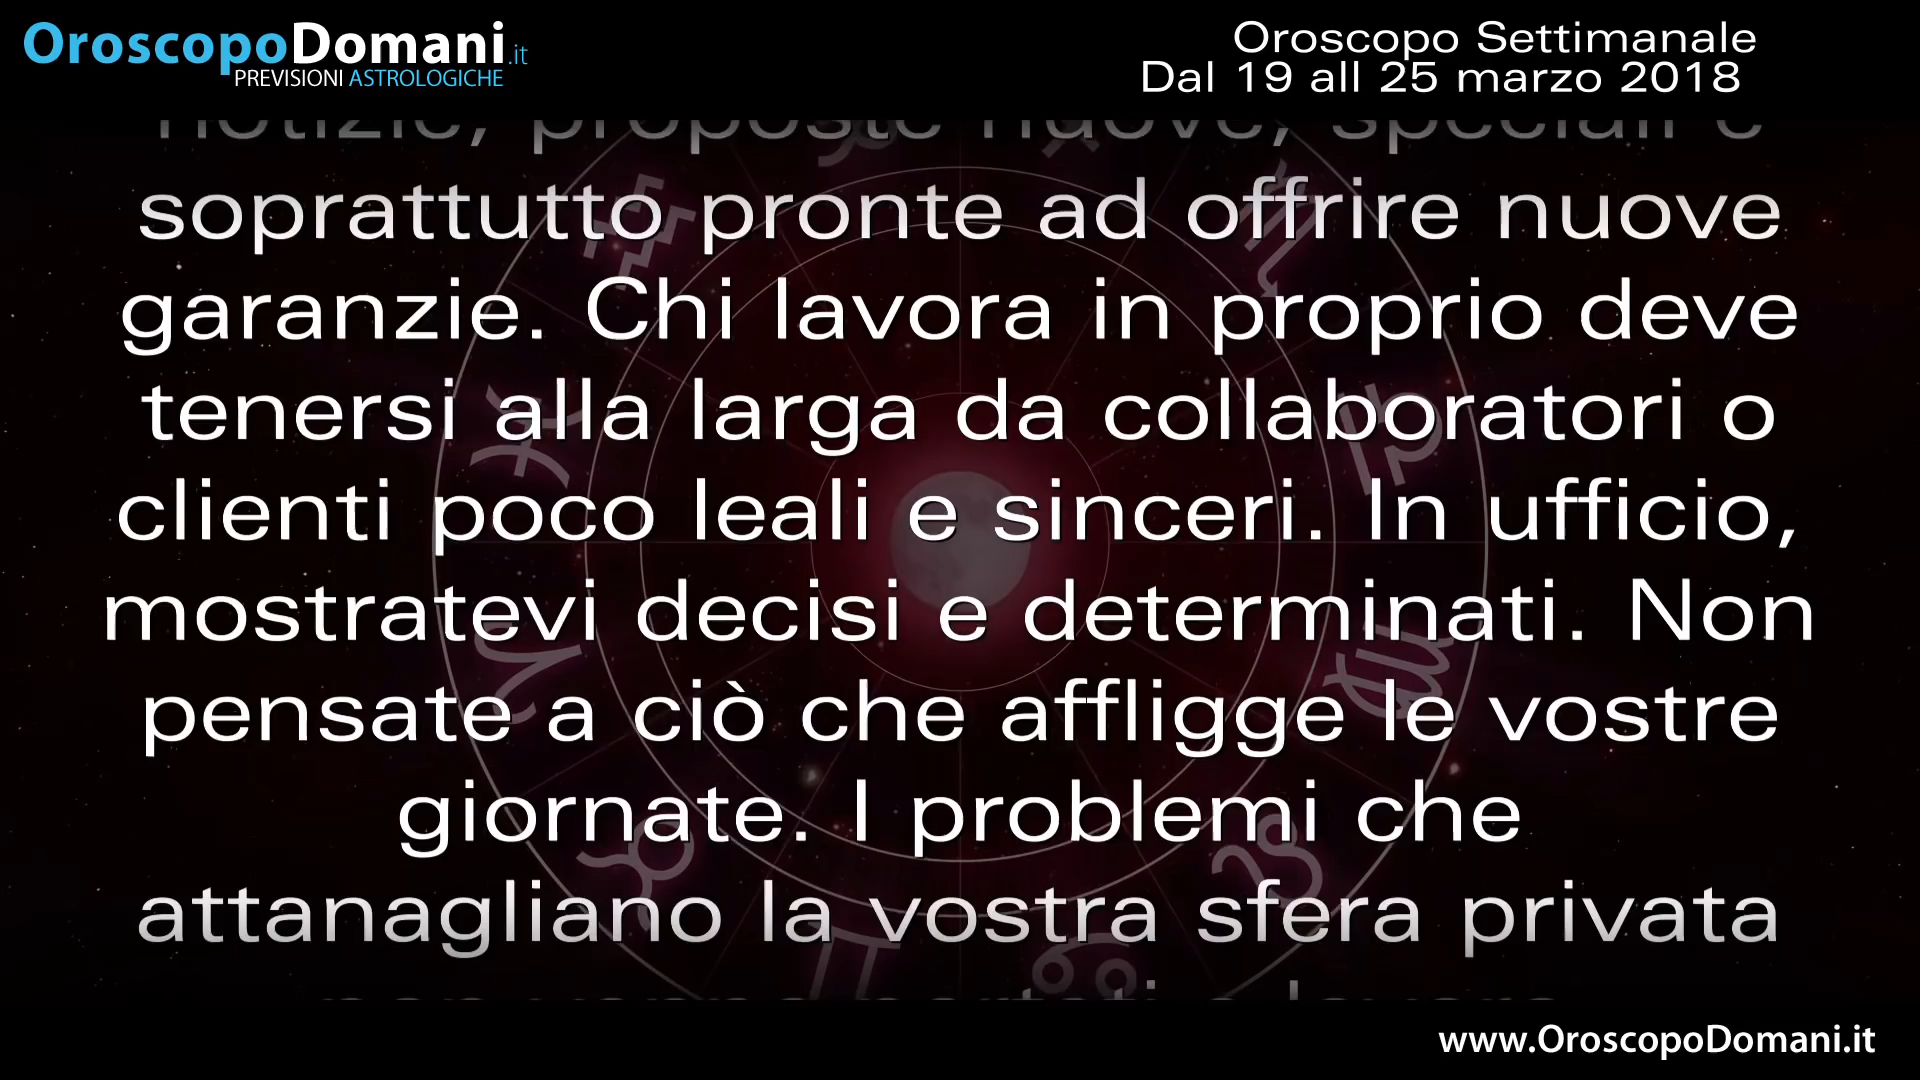 OroscopoDomani.it
PREVISIONI ASTROLOGICHE
Oroscopo Settimanale
Dal 19 all 25 marzo 2018
notizie, proposte nuove, speciali e
soprattutto pronte ad offrire nuove
garanzie. Chi lavora in proprio deve
tenersi alla larga da collaboratori o
clienti poco leali e sinceri. In ufficio,
mostratevi decisi e determinati. Non
pensate a ciò che affligge le vostre
giornate. I problemi che
attanagliano la vostra sfera privata
www.OroscopoDomani.it